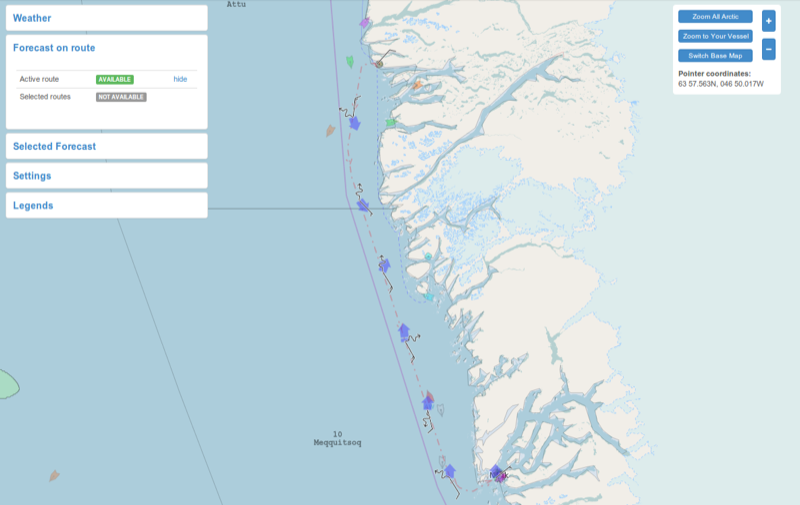 Attu
Weather
Forecast on route
Active route AVAILABLE hide
Selected routes NOT AVAILABLE
Selected Forecast
Settings
Legends
Zoom All Arctic
Zoom to Your Vessel
Switch Base Map
+
−
Pointer coordinates:
63 57.563N, 046 50.017W
10
Meqquitsoq